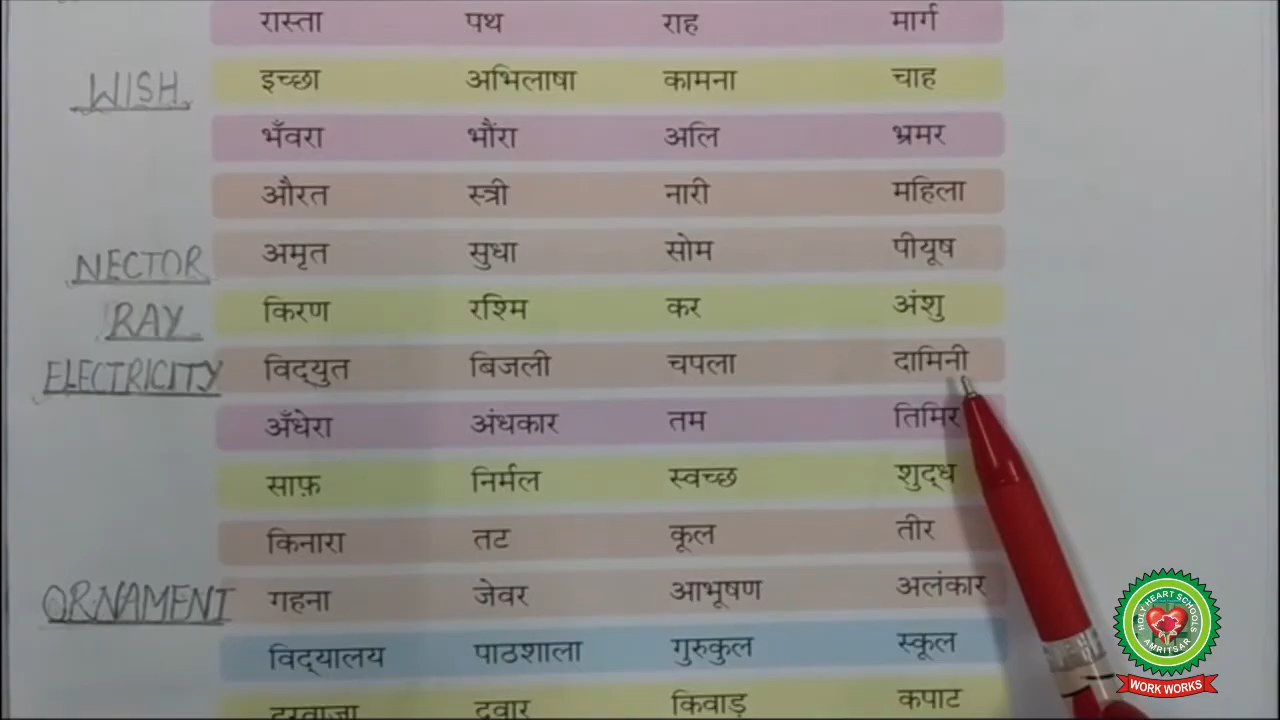 रास्ता पथ राह मार्ग
WISH इच्छा अभिलाषा कामना चाह
भँवरा भौंरा अलि भ्रमर
औरत स्त्री नारी महिला
NECTOR अमृत सुधा सोम पीयूष
RAY किरण रश्मि कर अंशु
ELECTRICITY विद्युत बिजली चपला दामिनी
अँधेरा अंधकार तम तिमिर
साफ़ निर्मल स्वच्छ शुद्ध
किनारा तट कूल तीर
ORNAMENT गहना जेवर आभूषण अलंकार
विद्यालय पाठशाला गुरुकुल स्कूल
दरवाजा द्वार किवाड़ कपाट
HOLY HEART SCHOOLS
AMRITSAR
WORK WORKS